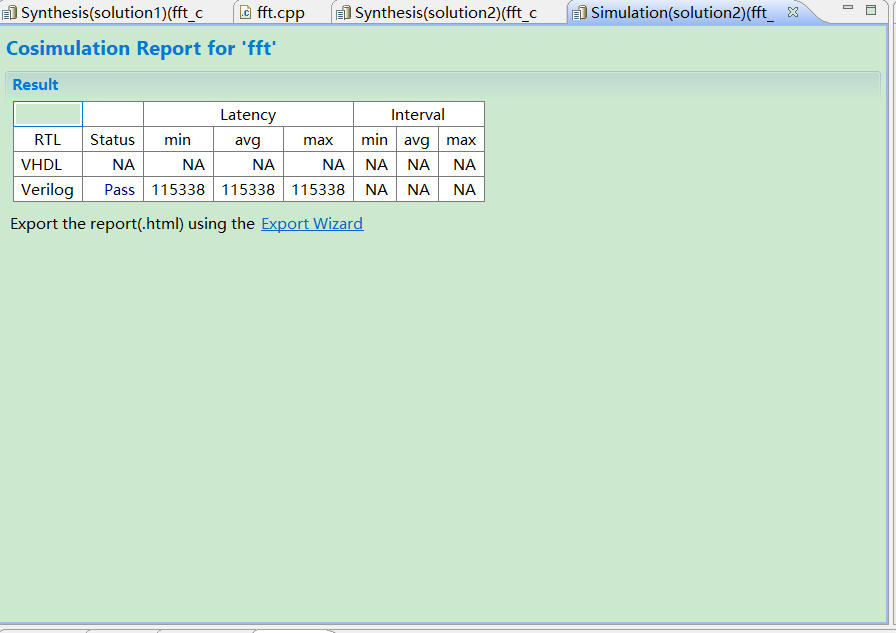 Synthesis(solution1)(fft_c fft.cpp Synthesis(solution2)(fft_c Simulation(solution2)(fft_
Cosimulation Report for 'fft'
Result
Latency Interval
RTL Status min avg max min avg max
VHDL NA NA NA NA NA NA NA
Verilog Pass 115338 115338 115338 NA NA NA
Export the report(.html) using the Export Wizard